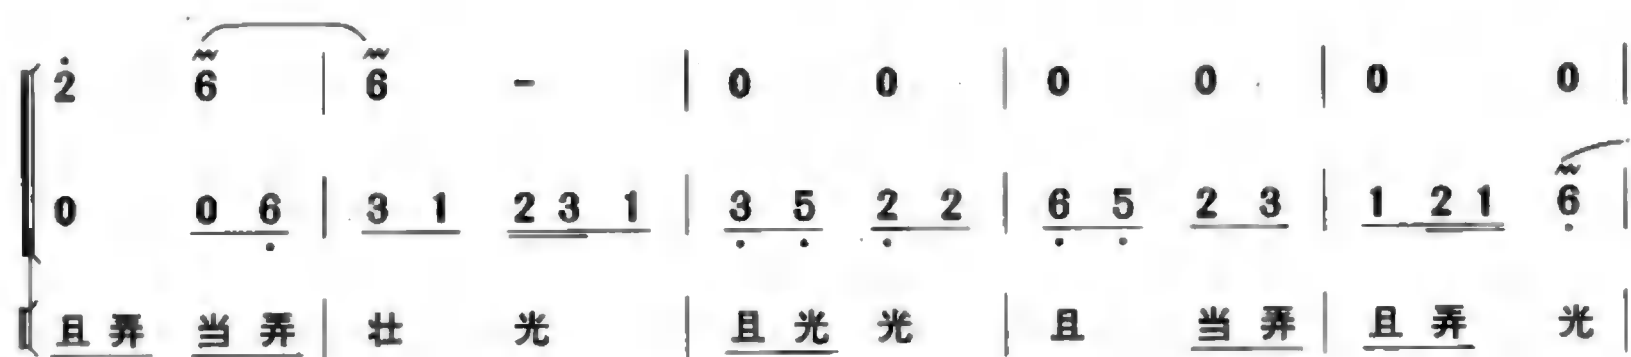 2 6 | 6 - | 0 0 | 0 0 | 0 0 |
0 0 6 | 3 1 2 3 1 | 3 5 2 2 | 6 5 2 3 | 1 2 1 6 |
且弄 当弄 | 壮 光 | 且光 光 | 且 当弄 | 且弄 光 |